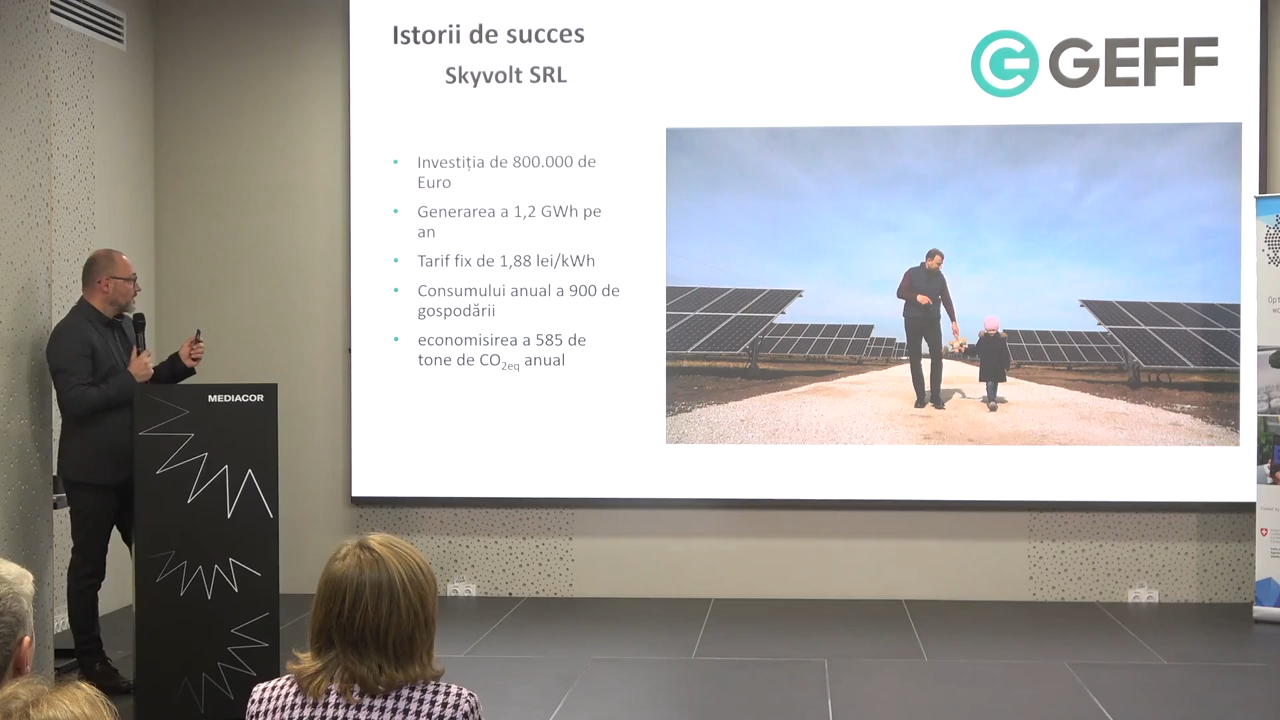 Istorii de succes
Skyvolt SRL
GEFF
• Investiția de 800.000 de
Euro
• Generarea a 1,2 GWh pe
an
• Tarif fix de 1,88 lei/kWh
• Consumului anual a 900 de
gospodării
• economisirea a 585 de
tone de CO2eq anual
MEDIACOR